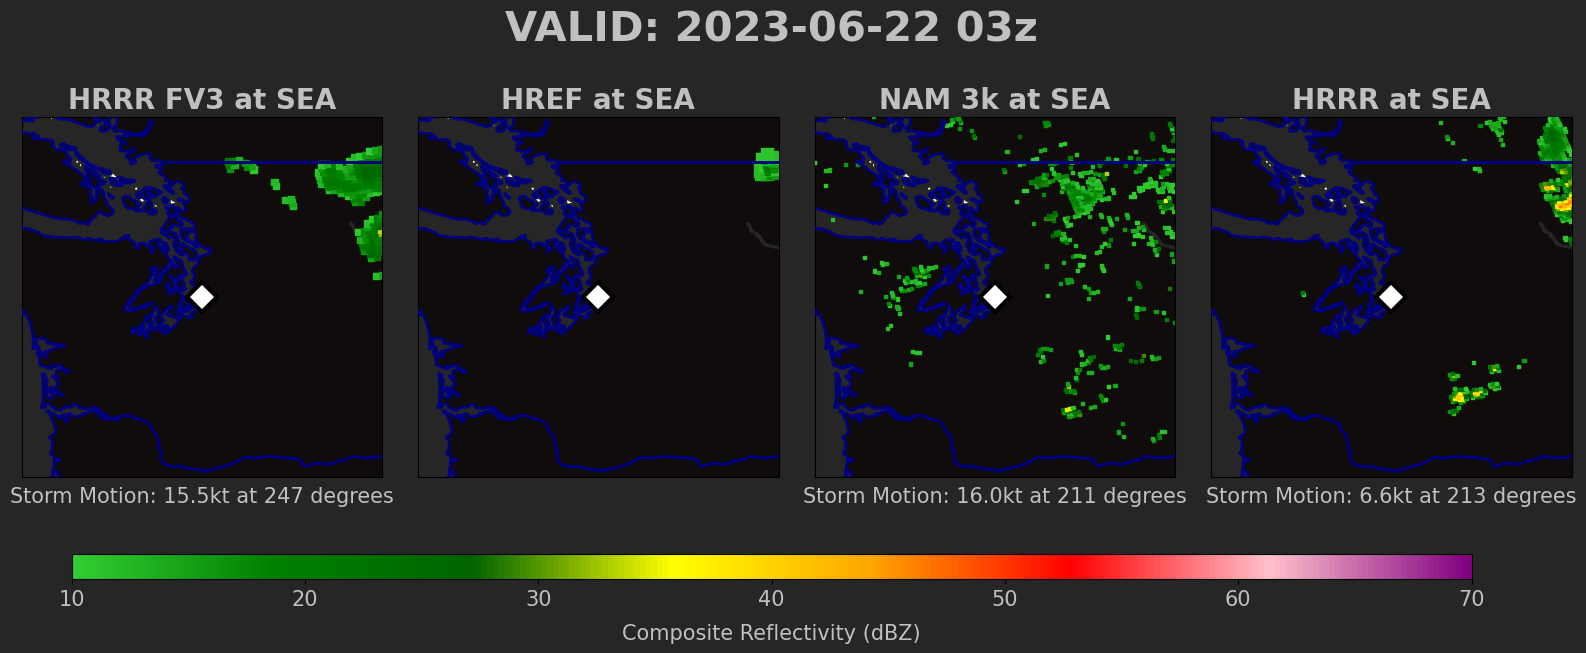 VALID: 2023-06-22 03z
HRRR FV3 at SEA
HREF at SEA
NAM 3k at SEA
HRRR at SEA
Storm Motion: 15.5kt at 247 degrees
Storm Motion: 16.0kt at 211 degrees
Storm Motion: 6.6kt at 213 degrees
10 20 30 40 50 60 70
Composite Reflectivity (dBZ)